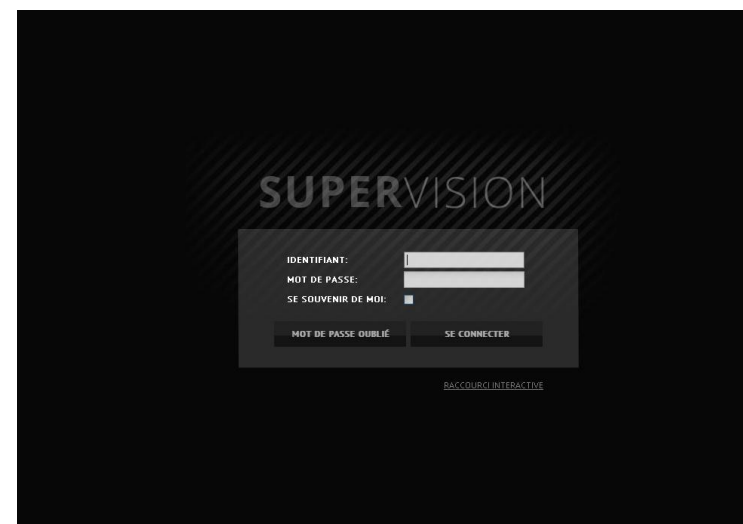 SUPERVISION
IDENTIFIANT:
MOT DE PASSE:
SE SOUVENIR DE MOI:
MOT DE PASSE OUBLIÉ SE CONNECTER
RACCOURCI INTERACTIVE